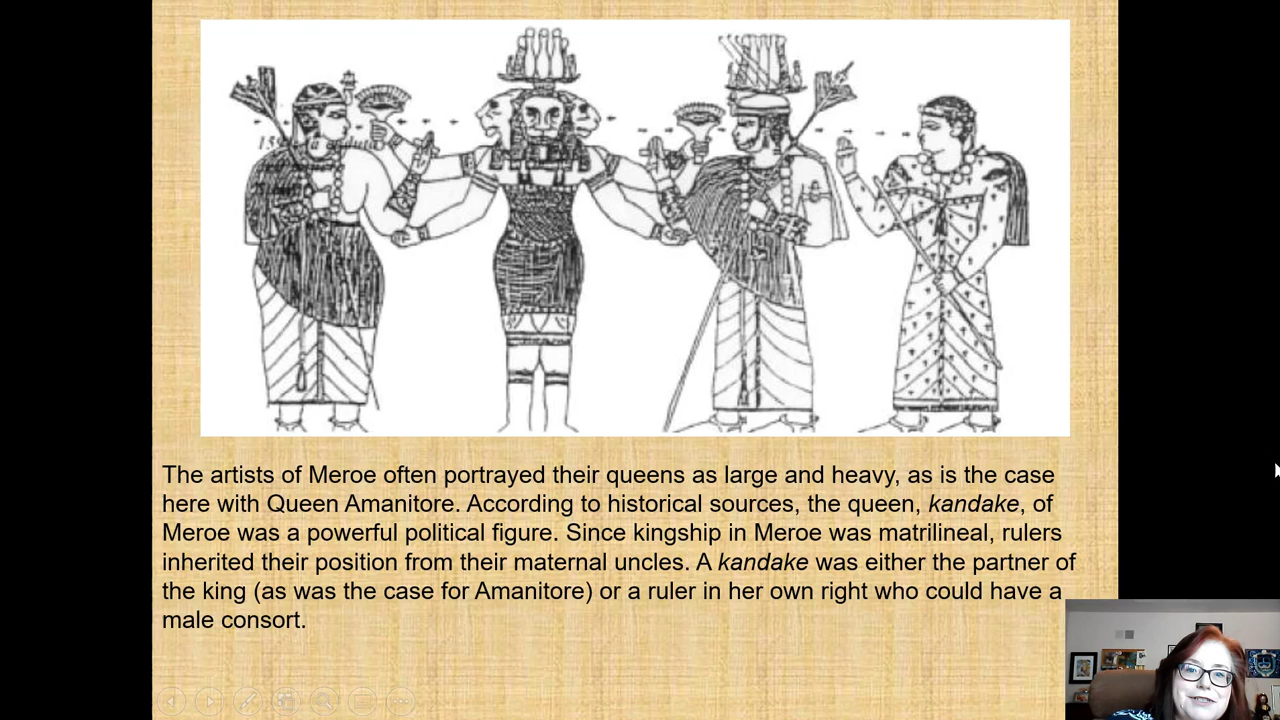 The artists of Meroe often portrayed their queens as large and heavy, as is the case
here with Queen Amanitore. According to historical sources, the queen, kandake, of
Meroe was a powerful political figure. Since kingship in Meroe was matrilineal, rulers
inherited their position from their maternal uncles. A kandake was either the partner of
the king (as was the case for Amanitore) or a ruler in her own right who could have a
male consort.